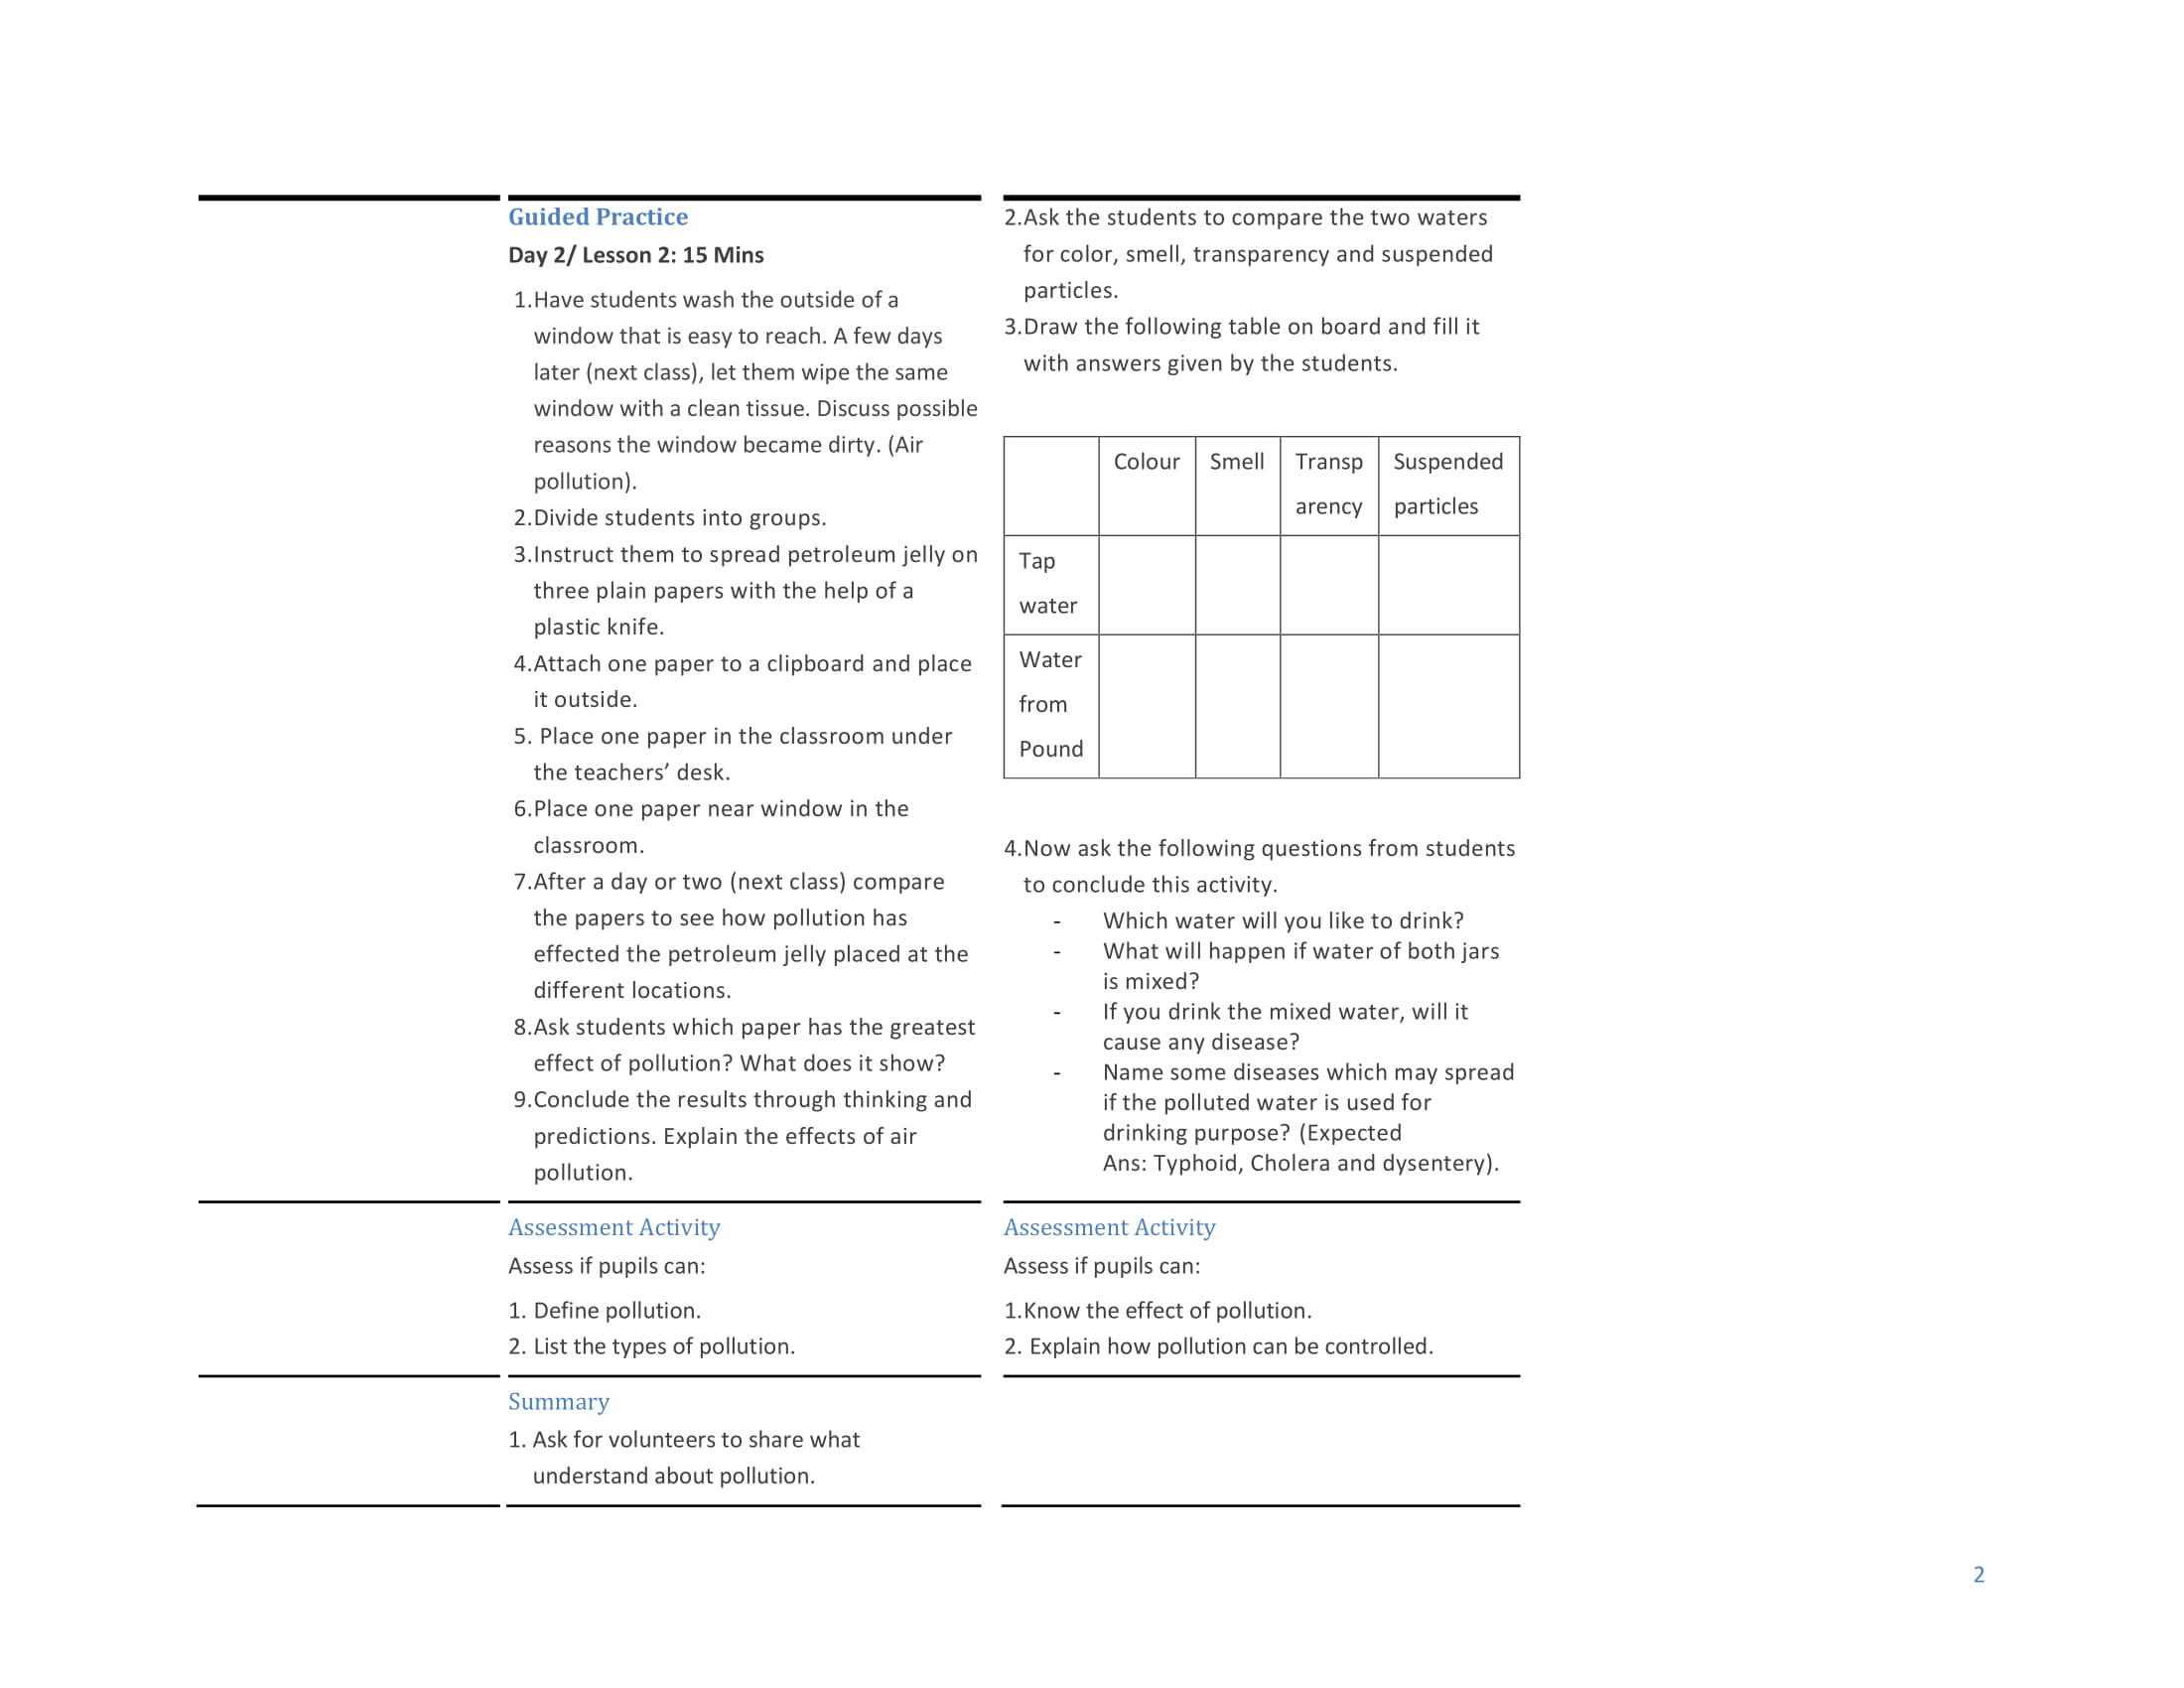 Guided Practice
Day 2/ Lesson 2: 15 Mins
1.Have students wash the outside of a
window that is easy to reach. A few days
later (next class), let them wipe the same
window with a clean tissue. Discuss possible
reasons the window became dirty. (Air
pollution).
2.Divide students into groups.
3.Instruct them to spread petroleum jelly on
three plain papers with the help of a
plastic knife.
4.Attach one paper to a clipboard and place
it outside.
5. Place one paper in the classroom under
the teachers’ desk.
6.Place one paper near window in the
classroom.
7.After a day or two (next class) compare
the papers to see how pollution has
effected the petroleum jelly placed at the
different locations.
8.Ask students which paper has the greatest
effect of pollution? What does it show?
9.Conclude the results through thinking and
predictions. Explain the effects of air
pollution.
2.Ask the students to compare the two waters
for color, smell, transparency and suspended
particles.
3.Draw the following table on board and fill it
with answers given by the students.
Colour Smell Transp Suspended
arency particles
Tap
water
Water
from
Pound
4.Now ask the following questions from students
to conclude this activity.
- Which water will you like to drink?
- What will happen if water of both jars
is mixed?
- If you drink the mixed water, will it
cause any disease?
- Name some diseases which may spread
if the polluted water is used for
drinking purpose? (Expected
Ans: Typhoid, Cholera and dysentery).
Assessment Activity
Assess if pupils can:
1. Define pollution.
2. List the types of pollution.
Assessment Activity
Assess if pupils can:
1.Know the effect of pollution.
2. Explain how pollution can be controlled.
Summary
1. Ask for volunteers to share what
understand about pollution.
2